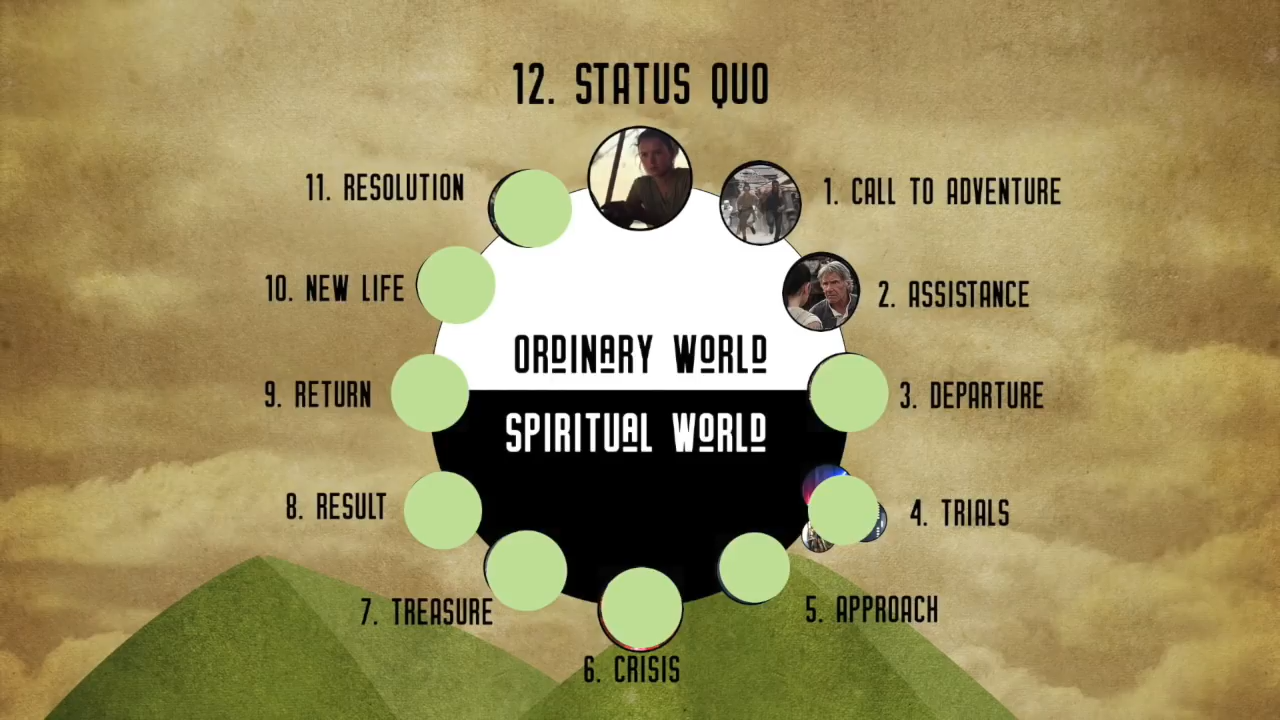 12. STATUS QUO
11. RESOLUTION
1. CALL TO ADVENTURE
10. NEW LIFE
2. ASSISTANCE
ORDINARY WORLD
9. RETURN
3. DEPARTURE
SPIRITUAL WORLD
8. RESULT
4. TRIALS
7. TREASURE
5. APPROACH
6. CRISIS